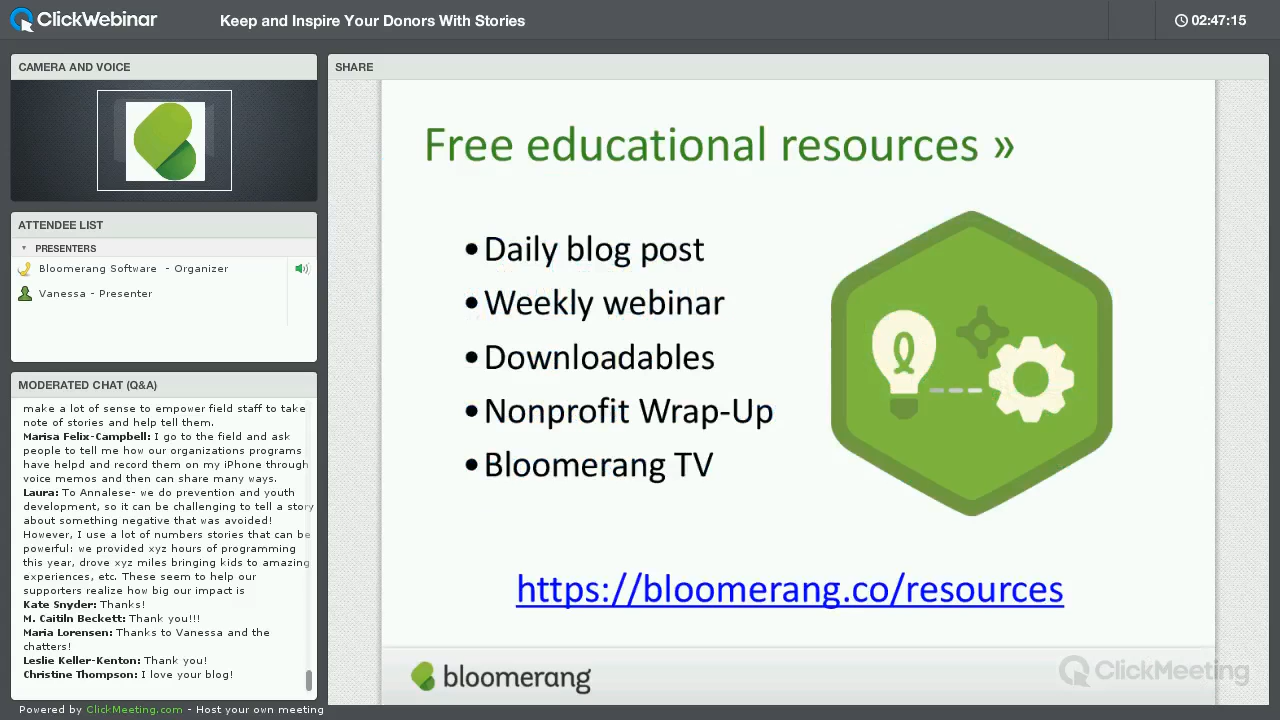 ClickWebinar
Keep and Inspire Your Donors With Stories
02:47:15
CAMERA AND VOICE
ATTENDEE LIST
PRESENTERS
Bloomerang Software - Organizer
Vanessa - Presenter
MODERATED CHAT (Q&A)
make a lot of sense to empower field staff to take
note of stories and help tell them.
Marisa Felix-Campbell: I go to the field and ask
people to tell me how our organizations programs
have helpd and record them on my iPhone through
voice memos and then can share many ways.
Laura: To Annalese- we do prevention and youth
development, so it can be challenging to tell a story
about something negative that was avoided!
However, I use a lot of numbers stories that can be
powerful: we provided xyz hours of programming
this year, drove xyz miles bringing kids to amazing
experiences, etc. These seem to help our
supporters realize how big our impact is
Kate Snyder: Thanks!
M. Caitiln Beckett: Thank you!!!
Maria Lorensen: Thanks to Vanessa and the
chatters!
Leslie Keller-Kenton: Thank you!
Christine Thompson: I love your blog!
Powered by ClickMeeting.com - Host your own meeting
SHARE
Free educational resources »
•Daily blog post
•Weekly webinar
•Downloadables
•Nonprofit Wrap-Up
•Bloomerang TV
https://bloomerang.co/resources
bloomerang
ClickMeeting